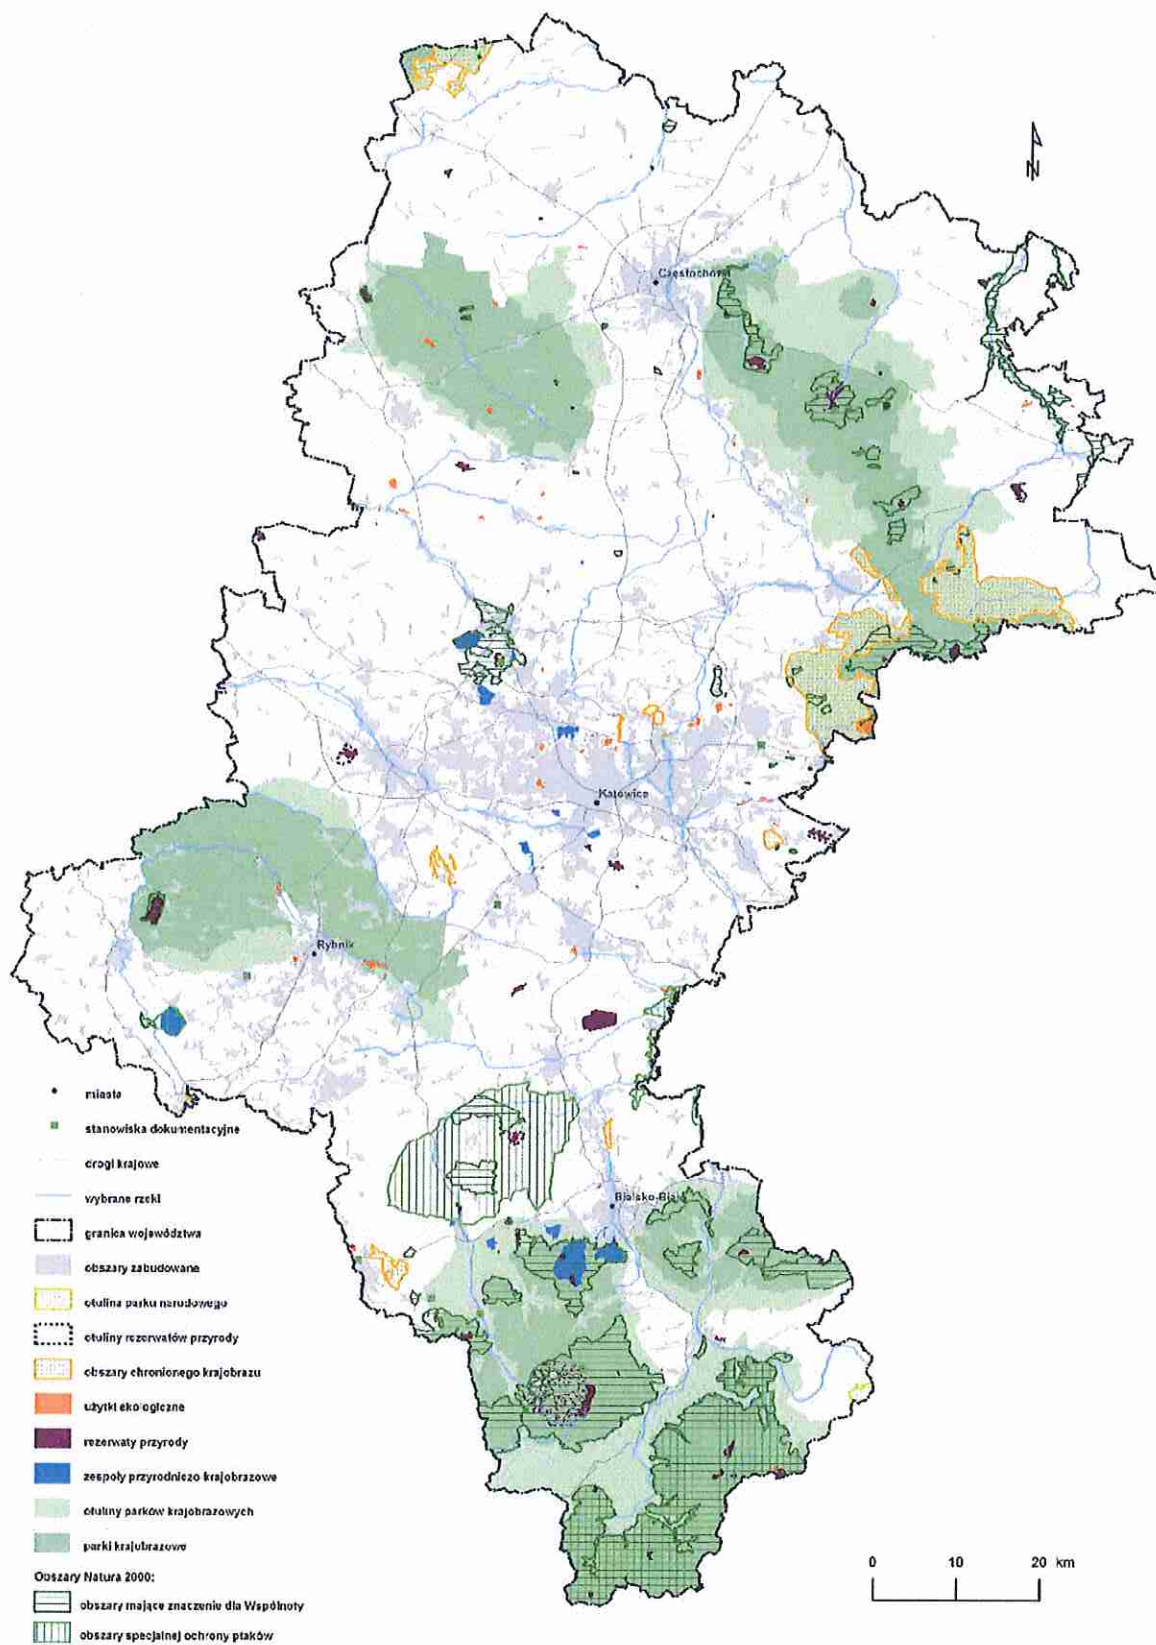 N
Częstochowa
Katowice
Rybnik
Bielsko-Biała
miasta
stanowiska dokumentacyjne
drogi krajowe
wybrane rzeki
granica województwa
obszary zabudowane
otulina parku narodowego
otuliny rezerwatów przyrody
obszary chronionego krajobrazu
użytki ekologiczne
rezerwaty przyrody
zespoły przyrodniczo krajobrazowe
otuliny parków krajobrazowych
parki krajobrazowe
Obszary Natura 2000:
obszary mające znaczenie dla Wspólnoty
obszary specjalnej ochrony ptaków
0 10 20 km